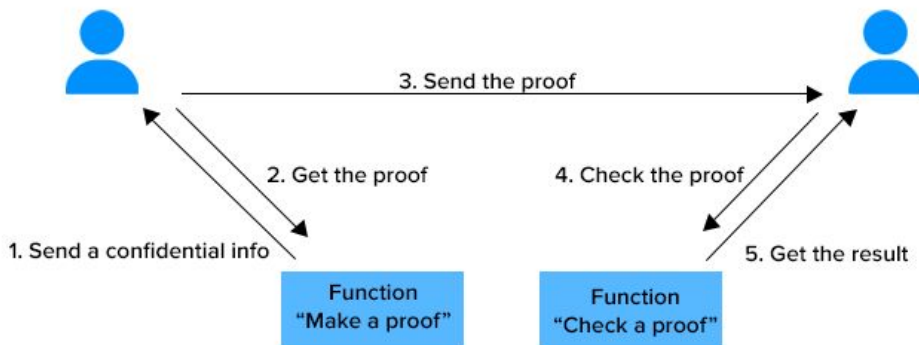 3. Send the proof
2. Get the proof
4. Check the proof
1. Send a confidential info
5. Get the result
Function
“Make a proof”
Function
“Check a proof”